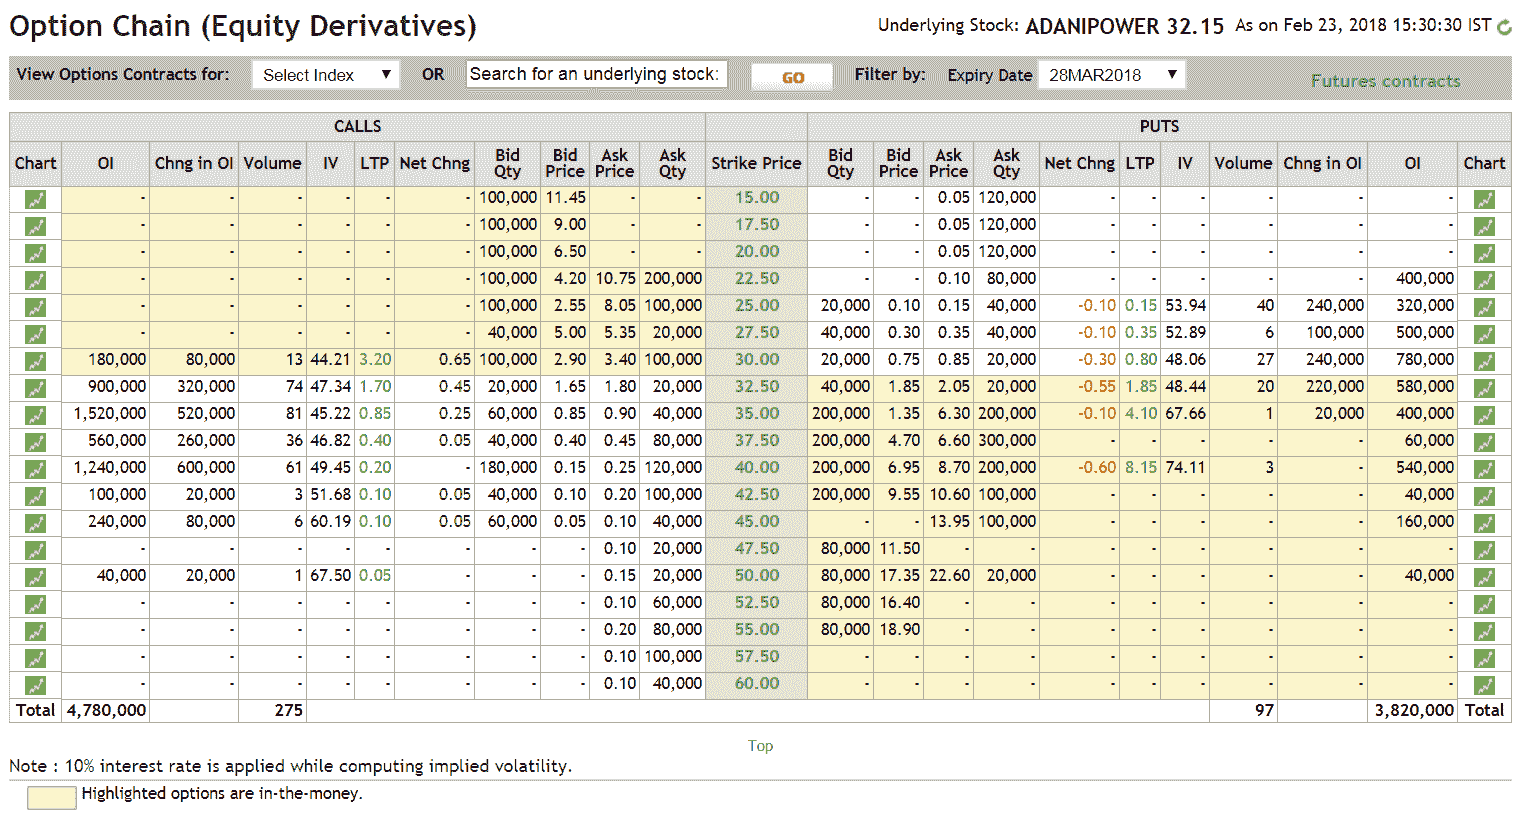 Option Chain (Equity Derivatives)
Underlying Stock: ADANIPOWER 32.15 As on Feb 23, 2018 15:30:30 IST
View Options Contracts for: Select Index ▼ OR Search for an underlying stock: GO Filter by: Expiry Date 28MAR2018 ▼ Futures contracts
CALLS PUTS
Chart OI Chng in OI Volume IV LTP Net Chng Bid Qty Bid Price Ask Price Ask Qty Strike Price Bid Qty Bid Price Ask Price Ask Qty Net Chng LTP IV Volume Chng in OI OI Chart
- - - - - - 100,000 11.45 - - 15.00 - - 0.05 120,000 - - - - - -
- - - - - - 100,000 9.00 - - 17.50 - - 0.05 120,000 - - - - - -
- - - - - - 100,000 6.50 - - 20.00 - - 0.05 120,000 - - - - - -
- - - - - - 100,000 4.20 10.75 200,000 22.50 - - 0.10 80,000 - - - - - 400,000
- - - - - - 100,000 2.55 8.05 100,000 25.00 20,000 0.10 0.15 40,000 -0.10 0.15 53.94 40 240,000 320,000
- - - - - - 40,000 5.00 5.35 20,000 27.50 40,000 0.30 0.35 40,000 -0.10 0.35 52.89 6 100,000 500,000
180,000 80,000 13 44.21 3.20 0.65 100,000 2.90 3.40 100,000 30.00 20,000 0.75 0.85 20,000 -0.30 0.80 48.06 27 240,000 780,000
900,000 320,000 74 47.34 1.70 0.45 20,000 1.65 1.80 20,000 32.50 40,000 1.85 2.05 20,000 -0.55 1.85 48.44 20 220,000 580,000
1,520,000 520,000 81 45.22 0.85 0.25 60,000 0.85 0.90 40,000 35.00 200,000 1.35 6.30 200,000 -0.10 4.10 67.66 1 20,000 400,000
560,000 260,000 36 46.82 0.40 0.05 40,000 0.40 0.45 80,000 37.50 200,000 4.70 6.60 300,000 - - - - - 60,000
1,240,000 600,000 61 49.45 0.20 - 180,000 0.15 0.25 120,000 40.00 200,000 6.95 8.70 200,000 -0.60 8.15 74.11 3 - 540,000
100,000 20,000 3 51.68 0.10 0.05 40,000 0.10 0.20 100,000 42.50 200,000 9.55 10.60 100,000 - - - - - 40,000
240,000 80,000 6 60.19 0.10 0.05 60,000 0.05 0.10 40,000 45.00 - - 13.95 100,000 - - - - - 160,000
- - - - - - - - 0.10 20,000 47.50 80,000 11.50 - - - - - - - -
40,000 20,000 1 67.50 0.05 - - - 0.15 20,000 50.00 80,000 17.35 22.60 20,000 - - - - - 40,000
- - - - - - - - 0.10 60,000 52.50 80,000 16.40 - - - - - - - -
- - - - - - - - 0.20 80,000 55.00 80,000 18.90 - - - - - - - -
- - - - - - - - 0.10 100,000 57.50 - - - - - - - - - -
- - - - - - - - 0.10 40,000 60.00 - - - - - - - - - -
Total 4,780,000 275 97 3,820,000 Total
Top
Note : 10% interest rate is applied while computing implied volatility.
Highlighted options are in-the-money.